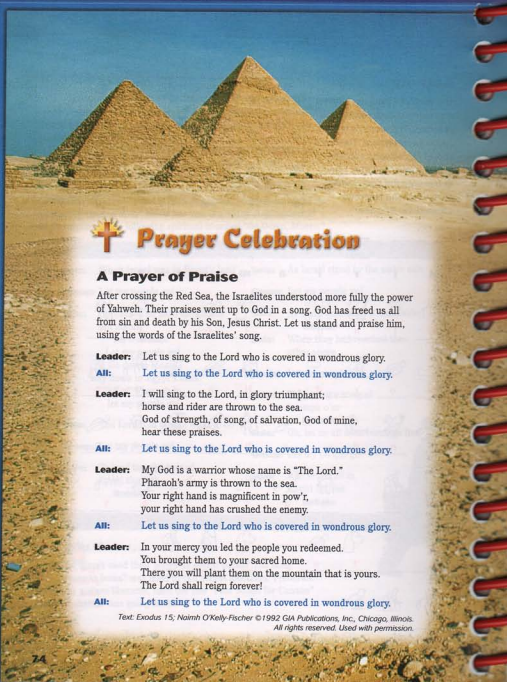 Prayer Celebration
A Prayer of Praise
After crossing the Red Sea, the Israelites understood more fully the power
of Yahweh. Their praises went up to God in a song. God has freed us all
from sin and death by his Son, Jesus Christ. Let us stand and praise him,
using the words of the Israelites' song.
Leader: Let us sing to the Lord who is covered in wondrous glory.
All: Let us sing to the Lord who is covered in wondrous glory.
Leader: I will sing to the Lord, in glory triumphant;
horse and rider are thrown to the sea.
God of strength, of song, of salvation, God of mine,
hear these praises.
All: Let us sing to the Lord who is covered in wondrous glory.
Leader: My God is a warrior whose name is "The Lord."
Pharaoh's army is thrown to the sea.
Your right hand is magnificent in pow'r,
your right hand has crushed the enemy.
All: Let us sing to the Lord who is covered in wondrous glory.
Leader: In your mercy you led the people you redeemed.
You brought them to your sacred home.
There you will plant them on the mountain that is yours.
The Lord shall reign forever!
All: Let us sing to the Lord who is covered in wondrous glory.
Text: Exodus 15; Naimh O'Kelly-Fischer ©1992 GIA Publications, Inc., Chicago, Illinois.
All rights reserved. Used with permission.
74